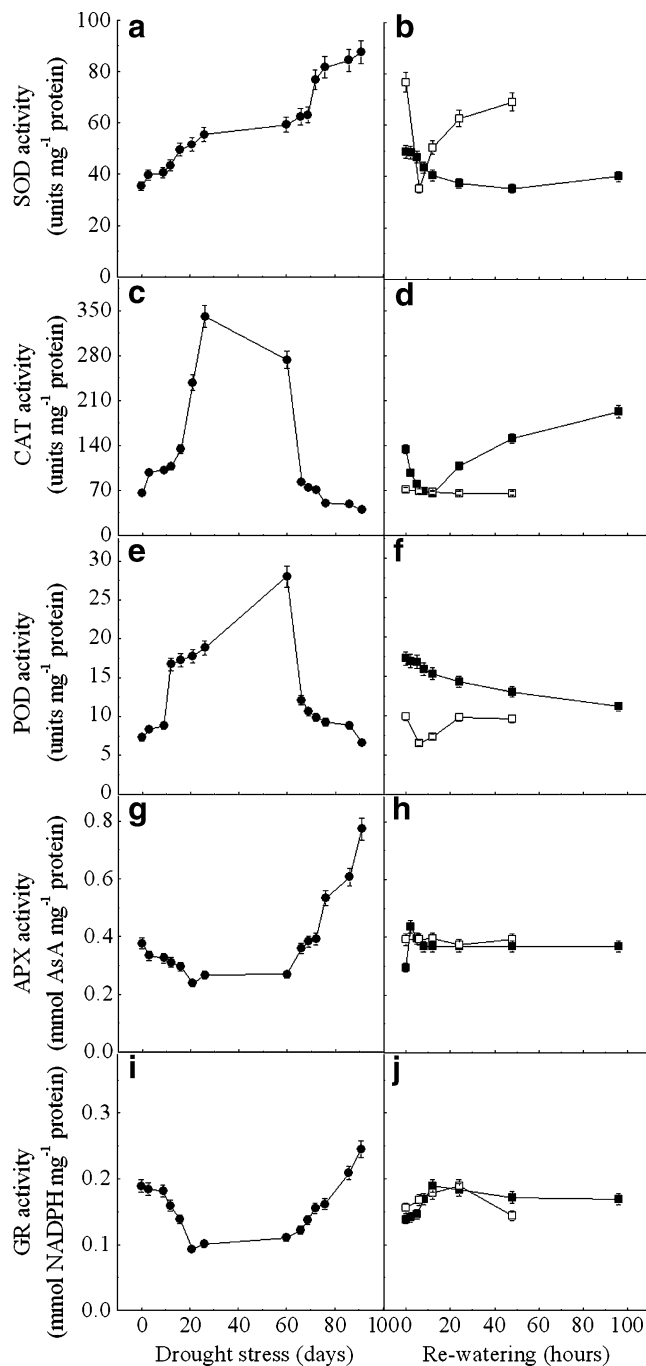 a
b
SOD activity
(units mg⁻¹ protein)
100
80
60
40
20
0
c
d
CAT activity
(units mg⁻¹ protein)
350
280
210
140
70
0
e
f
POD activity
(units mg⁻¹ protein)
30
25
20
15
10
5
0
g
h
APX activity
(mmol AsA mg⁻¹ protein)
0.8
0.6
0.4
0.2
0.0
i
j
GR activity
(mmol NADPH mg⁻¹ protein)
0.3
0.2
0.1
0.0
0 20 40 60 80 100
0 20 40 60 80 100
Drought stress (days)
Re-watering (hours)